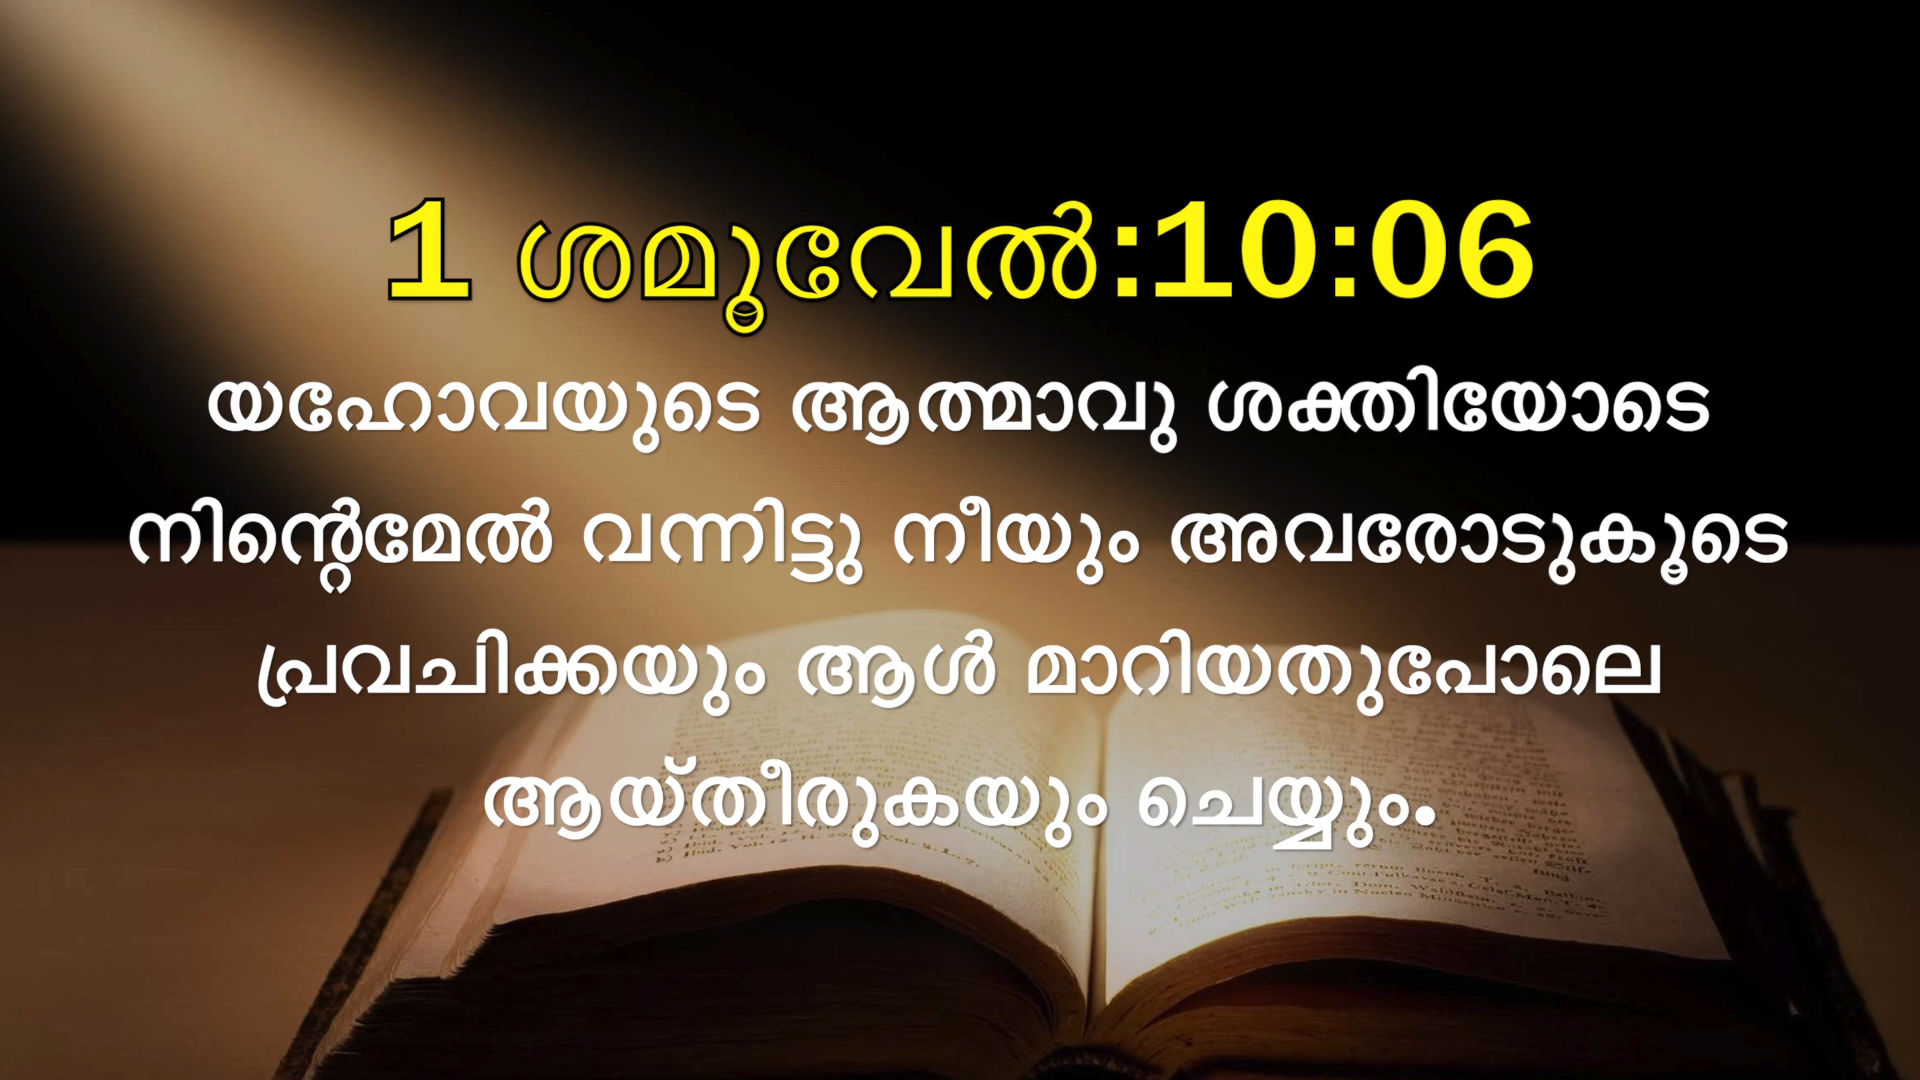 1 ശമൂവേൽ:10:06
യഹോവയുടെ ആത്മാവു ശക്തിയോടെ
നിന്റെമേൽ വന്നിട്ടു നീയും അവരോടുകൂടെ
പ്രവചിക്കയും ആൾ മാറിയതുപോലെ
ആയ്തീരുകയും ചെയ്യും.